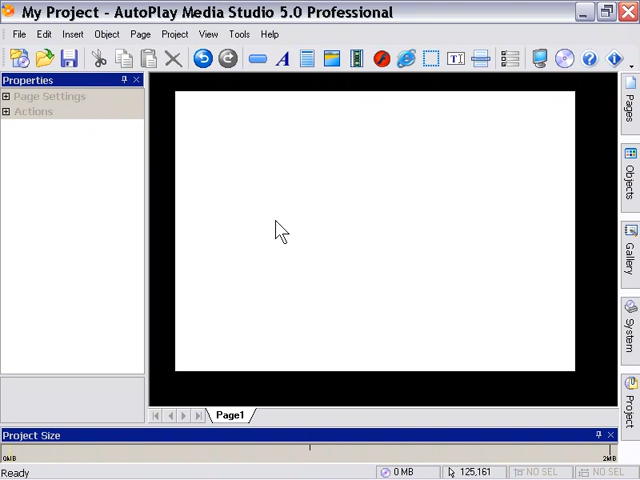 My Project - AutoPlay Media Studio 5.0 Professional
File Edit Insert Object Page Project View Tools Help
Properties
Page Settings
Actions
Pages
Objects
Gallery
System
Project
Page1
Project Size
0MB 2MB
Ready 0 MB 125,161 NO SEL NO SEL